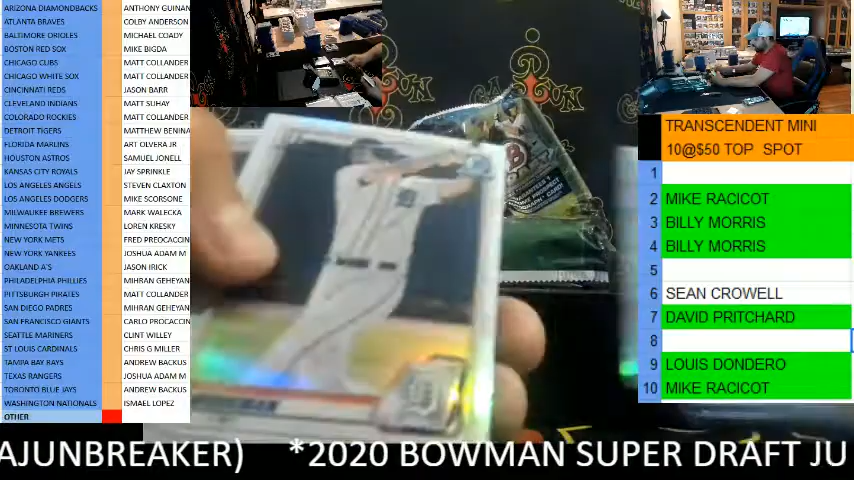 ARIZONA DIAMONDBACKS ANTHONY GUINAN
ATLANTA BRAVES COLBY ANDERSON
BALTIMORE ORIOLES MICHAEL COADY
BOSTON RED SOX MIKE BIGDA
CHICAGO CUBS MATT COLLANDER
CHICAGO WHITE SOX MATT COLLANDER
CINCINNATI REDS JASON BARR
CLEVELAND INDIANS MATT SUHAY
COLORADO ROCKIES MATT COLLANDER
DETROIT TIGERS MATTHEW BENINA
FLORIDA MARLINS ART OLVERA JR
HOUSTON ASTROS SAMUEL JONELL
KANSAS CITY ROYALS JAY SPRINKLE
LOS ANGELES ANGELS STEVEN CLAXTON
LOS ANGELES DODGERS MIKE SCORSONE
MILWAUKEE BREWERS MARK WALECKA
MINNESOTA TWINS LOREN KRESKY
NEW YORK METS FRED PREOCACCIN
NEW YORK YANKEES JOSHUA ADAM M
OAKLAND A'S JASON IRICK
PHILADELPHIA PHILLIES MIHRAN GEHEYAN
PITTSBURGH PIRATES MATT COLLANDER
SAN DIEGO PADRES MIHRAN GEHEYAN
SAN FRANCISCO GIANTS CARLO PROCACCIN
SEATTLE MARINERS CLINT WILLEY
ST LOUIS CARDINALS CHRIS G MILLER
TAMPA BAY RAYS ANDREW BACKUS
TEXAS RANGERS JOSHUA ADAM M
TORONTO BLUE JAYS ANDREW BACKUS
WASHINGTON NATIONALS ISMAEL LOPEZ
OTHER
TRANSCENDENT MINI
10@$50 TOP SPOT
1
2 MIKE RACICOT
3 BILLY MORRIS
4 BILLY MORRIS
5
6 SEAN CROWELL
7 DAVID PRITCHARD
8
9 LOUIS DONDERO
10 MIKE RACICOT
AJUNBREAKER) *2020 BOWMAN SUPER DRAFT JU